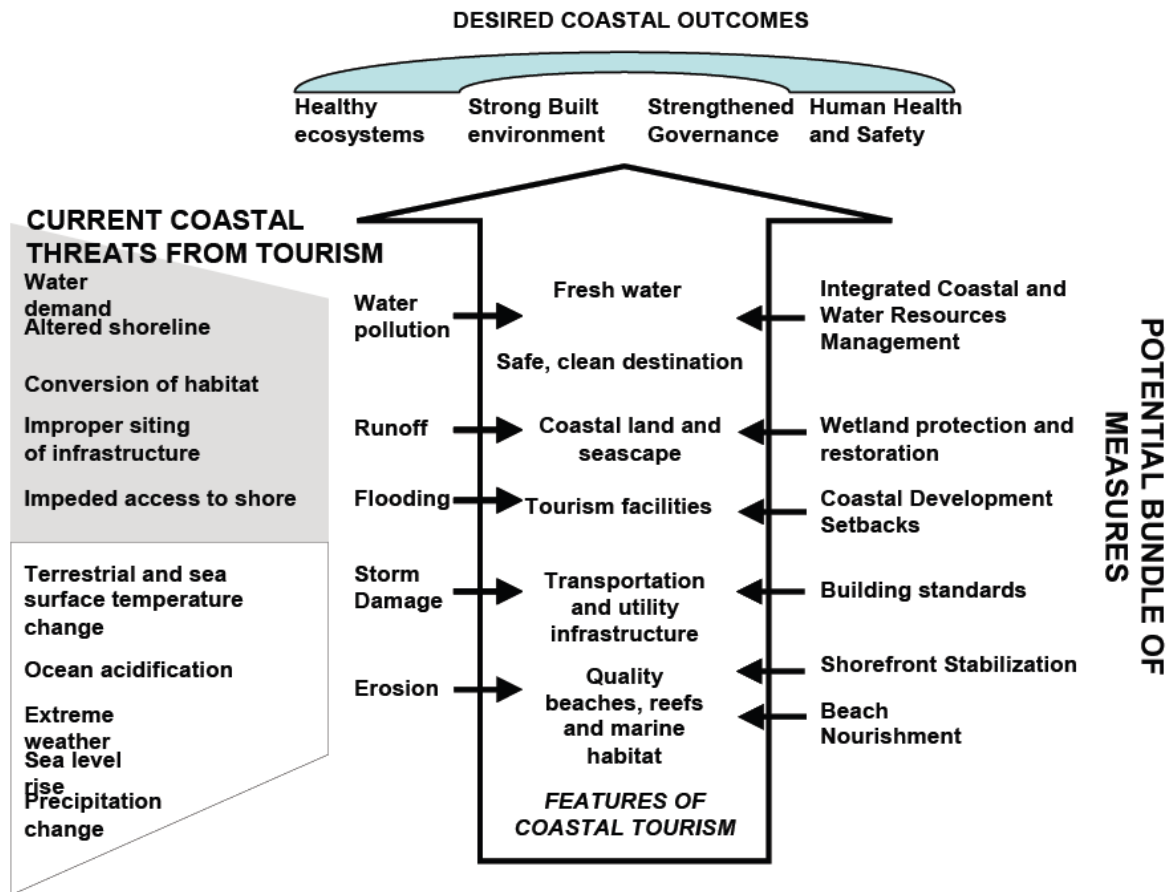 DESIRED COASTAL OUTCOMES
Healthy
ecosystems
Strong Built
environment
Strengthened
Governance
Human Health
and Safety
CURRENT COASTAL
THREATS FROM TOURISM
Water
demand
Altered shoreline
Conversion of habitat
Improper siting
of infrastructure
Impeded access to shore
Terrestrial and sea
surface temperature
change
Ocean acidification
Extreme
weather
Sea level
rise
Precipitation
change
Water
pollution
Runoff
Flooding
Storm
Damage
Erosion
Fresh water
Safe, clean destination
Coastal land and
seascape
Tourism facilities
Transportation
and utility
infrastructure
Quality
beaches, reefs
and marine
habitat
FEATURES OF
COASTAL TOURISM
Integrated Coastal and
Water Resources
Management
Wetland protection and
restoration
Coastal Development
Setbacks
Building standards
Shorefront Stabilization
Beach
Nourishment
POTENTIAL BUNDLE OF
MEASURES